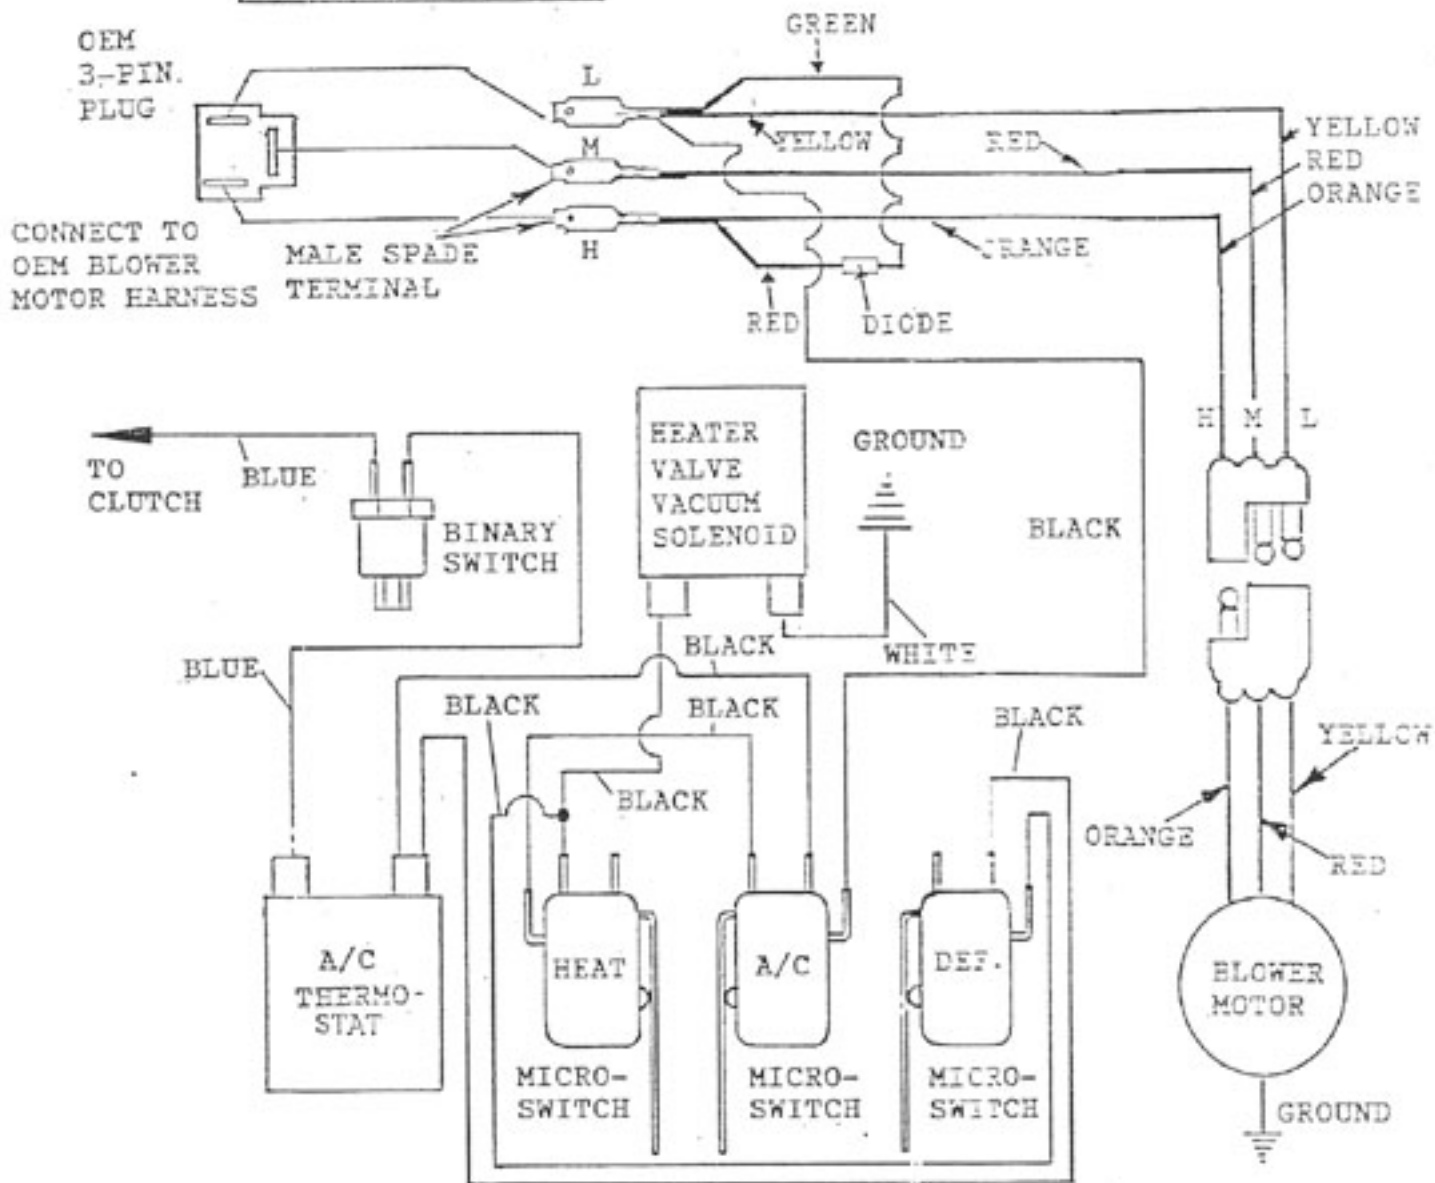 GREEN
OEM
3-PIN.
PLUG
L
YELLOW
M
RED
YELLOW
RED
ORANGE
CONNECT TO
OEM BLOWER
MOTOR HARNESS
MALE SPADE
TERMINAL
H
ORANGE
RED
DIODE
H M L
HEATER
VALVE
VACUUM
SOLENOID
GROUND
TO
CLUTCH
BLUE
BINARY
SWITCH
BLACK
BLUE
BLACK
WHITE
BLACK
BLACK
BLACK
BLACK
YELLOW
ORANGE
RED
A/C
THERMO-
STAT
HEAT
A/C
DEF.
BLOWER
MOTOR
MICRO-
SWITCH
MICRO-
SWITCH
MICRO-
SWITCH
GROUND